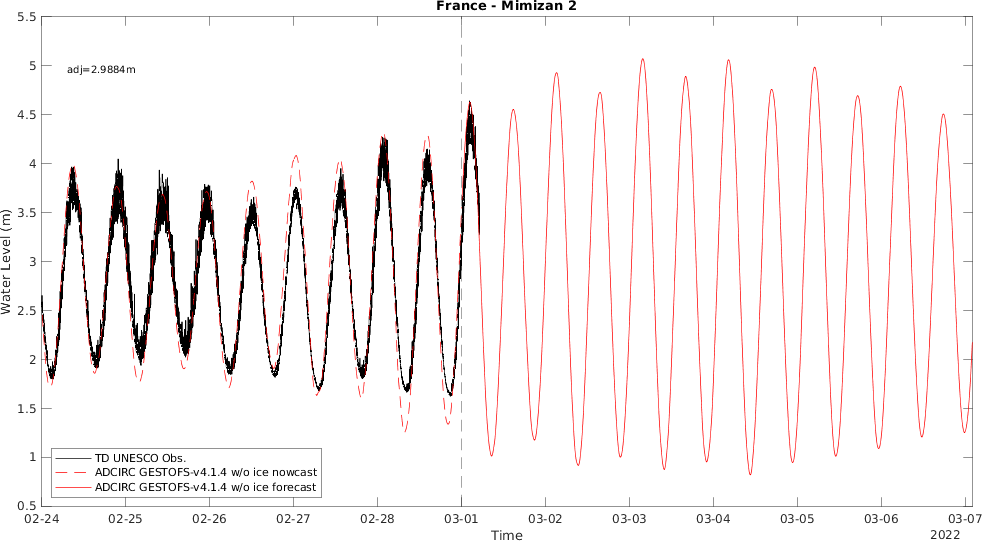 France - Mimizan 2
5.5
5
4.5
4
3.5
3
2.5
2
1.5
1
0.5
Water Level (m)
adj=2.9884m
TD UNESCO Obs.
ADCIRC GESTOFS-v4.1.4 w/o ice nowcast
ADCIRC GESTOFS-v4.1.4 w/o ice forecast
02-24 02-25 02-26 02-27 02-28 03-01 03-02 03-03 03-04 03-05 03-06 03-07
Time
2022